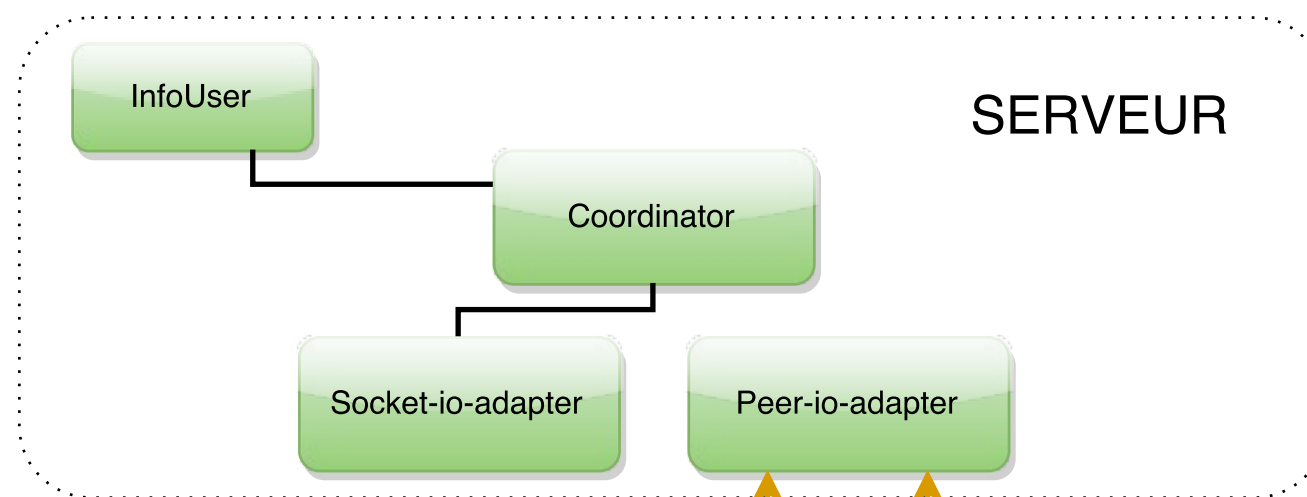 InfoUser
SERVEUR
Coordinator
Socket-io-adapter
Peer-io-adapter